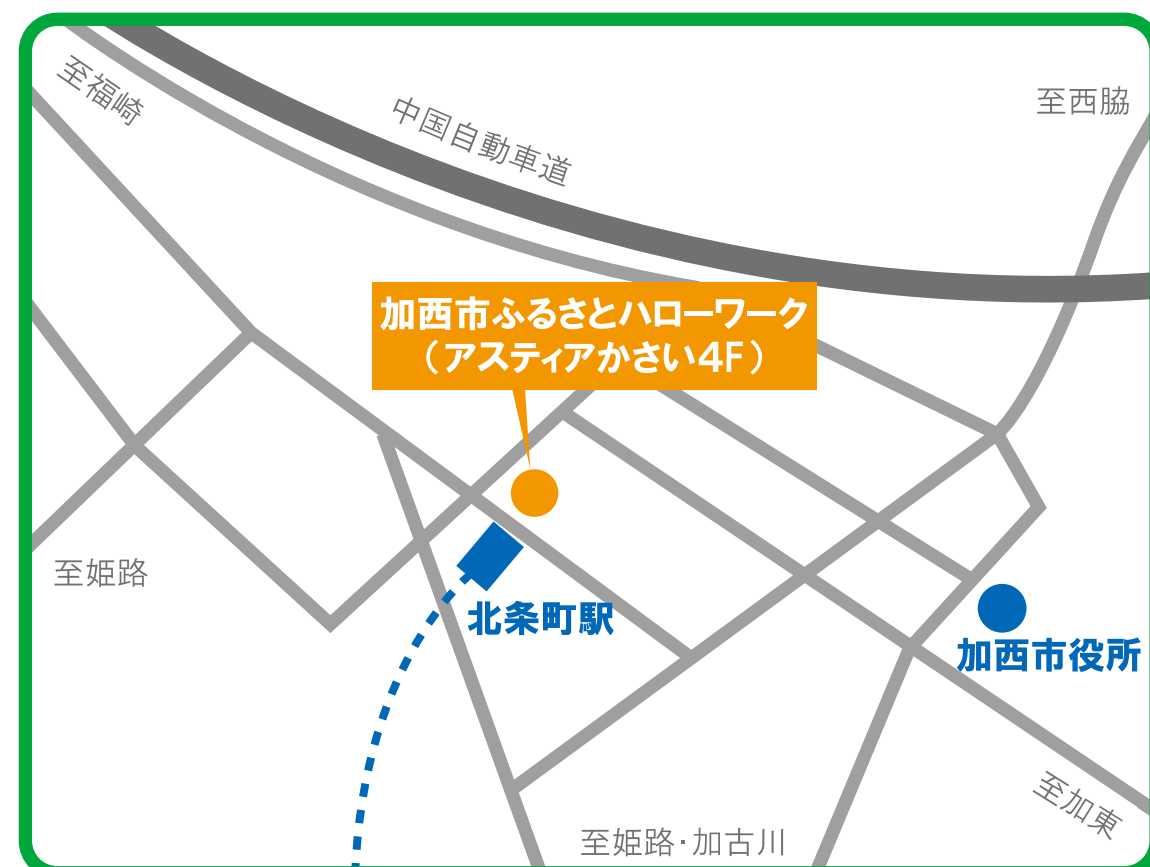 至福崎
中国自動車道
至西脇
加西市ふるさとハローワーク
（アスティアかさい4F）
至姫路
北条町駅
加西市役所
至加東
至姫路・加古川